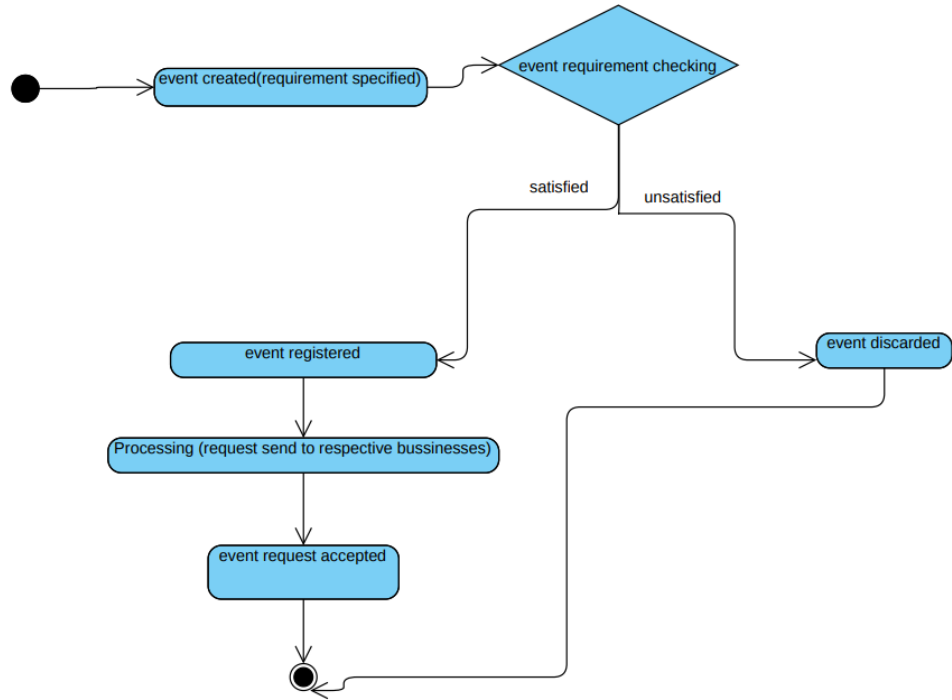 event created(requirement specified)
event requirement checking
satisfied
unsatisfied
event registered
event discarded
Processing (request send to respective bussinesses)
event request accepted